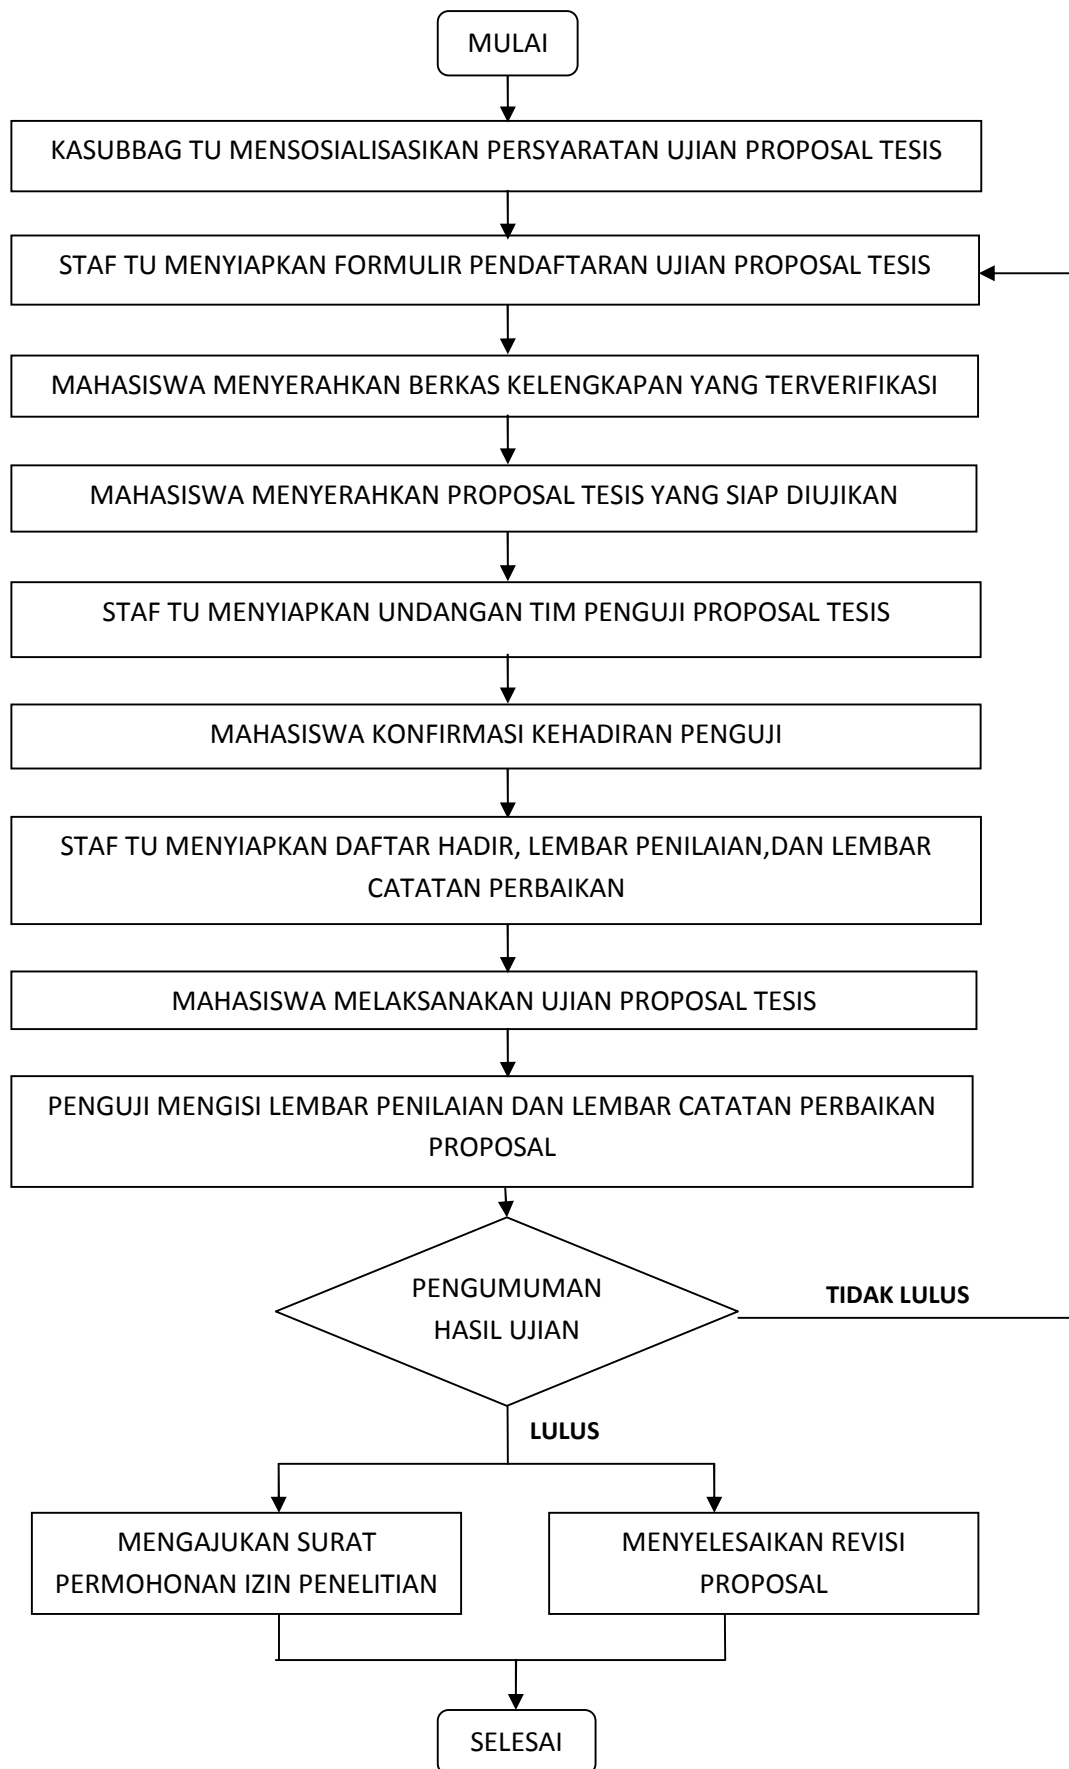 MULAI
KASUBBAG TU MENSOSIALISASIKAN PERSYARATAN UJIAN PROPOSAL TESIS
STAF TU MENYIAPKAN FORMULIR PENDAFTARAN UJIAN PROPOSAL TESIS
MAHASISWA MENYERAHKAN BERKAS KELENGKAPAN YANG TERVERIFIKASI
MAHASISWA MENYERAHKAN PROPOSAL TESIS YANG SIAP DIUJIKAN
STAF TU MENYIAPKAN UNDANGAN TIM PENGUJI PROPOSAL TESIS
MAHASISWA KONFIRMASI KEHADIRAN PENGUJI
STAF TU MENYIAPKAN DAFTAR HADIR, LEMBAR PENILAIAN,DAN LEMBAR
CATATAN PERBAIKAN
MAHASISWA MELAKSANAKAN UJIAN PROPOSAL TESIS
PENGUJI MENGISI LEMBAR PENILAIAN DAN LEMBAR CATATAN PERBAIKAN
PROPOSAL
PENGUMUMAN
HASIL UJIAN
TIDAK LULUS
LULUS
MENGAJUKAN SURAT
PERMOHONAN IZIN PENELITIAN
MENYELESAIKAN REVISI
PROPOSAL
SELESAI